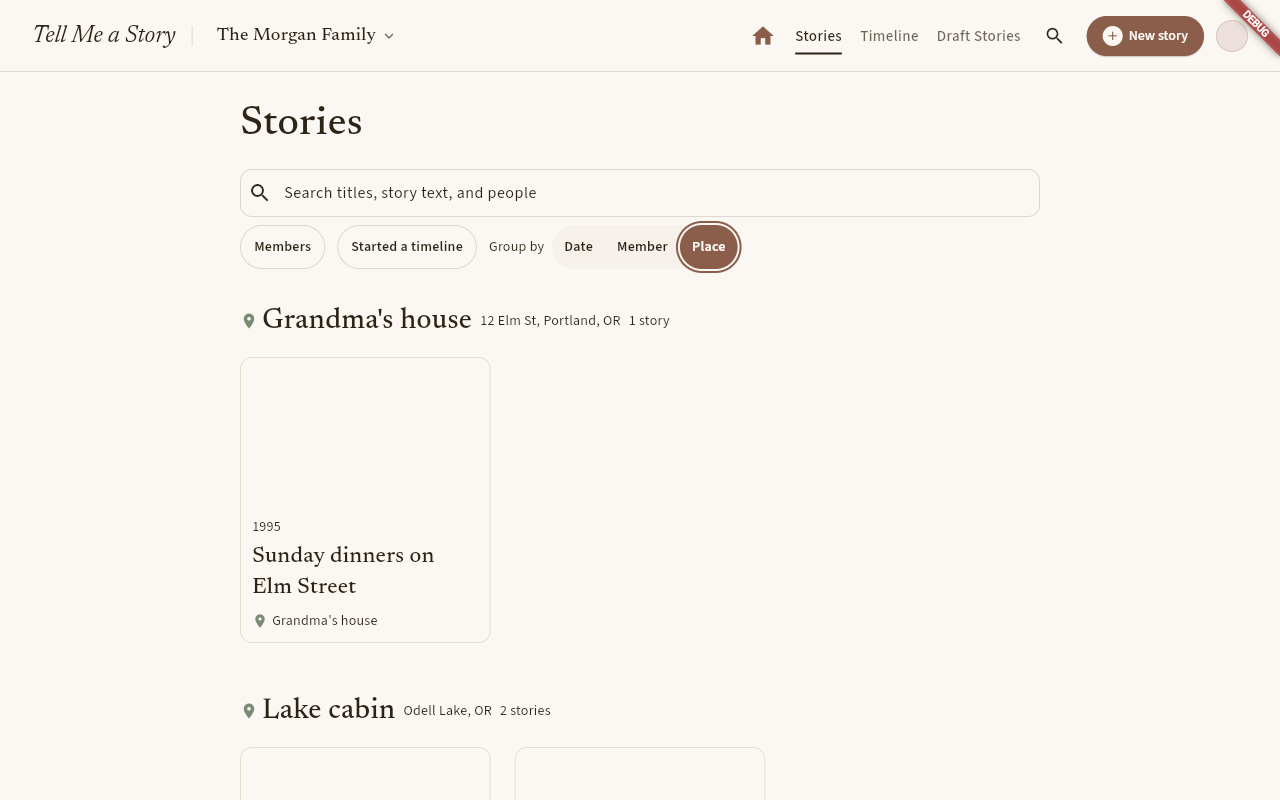 Tell Me a Story
The Morgan Family
Stories
Timeline
Draft Stories
New story
DEBUG
Stories
Search titles, story text, and people
Members
Started a timeline
Group by
Date
Member
Place
Grandma's house 12 Elm St, Portland, OR 1 story
1995
Sunday dinners on
Elm Street
Grandma's house
Lake cabin Odell Lake, OR 2 stories